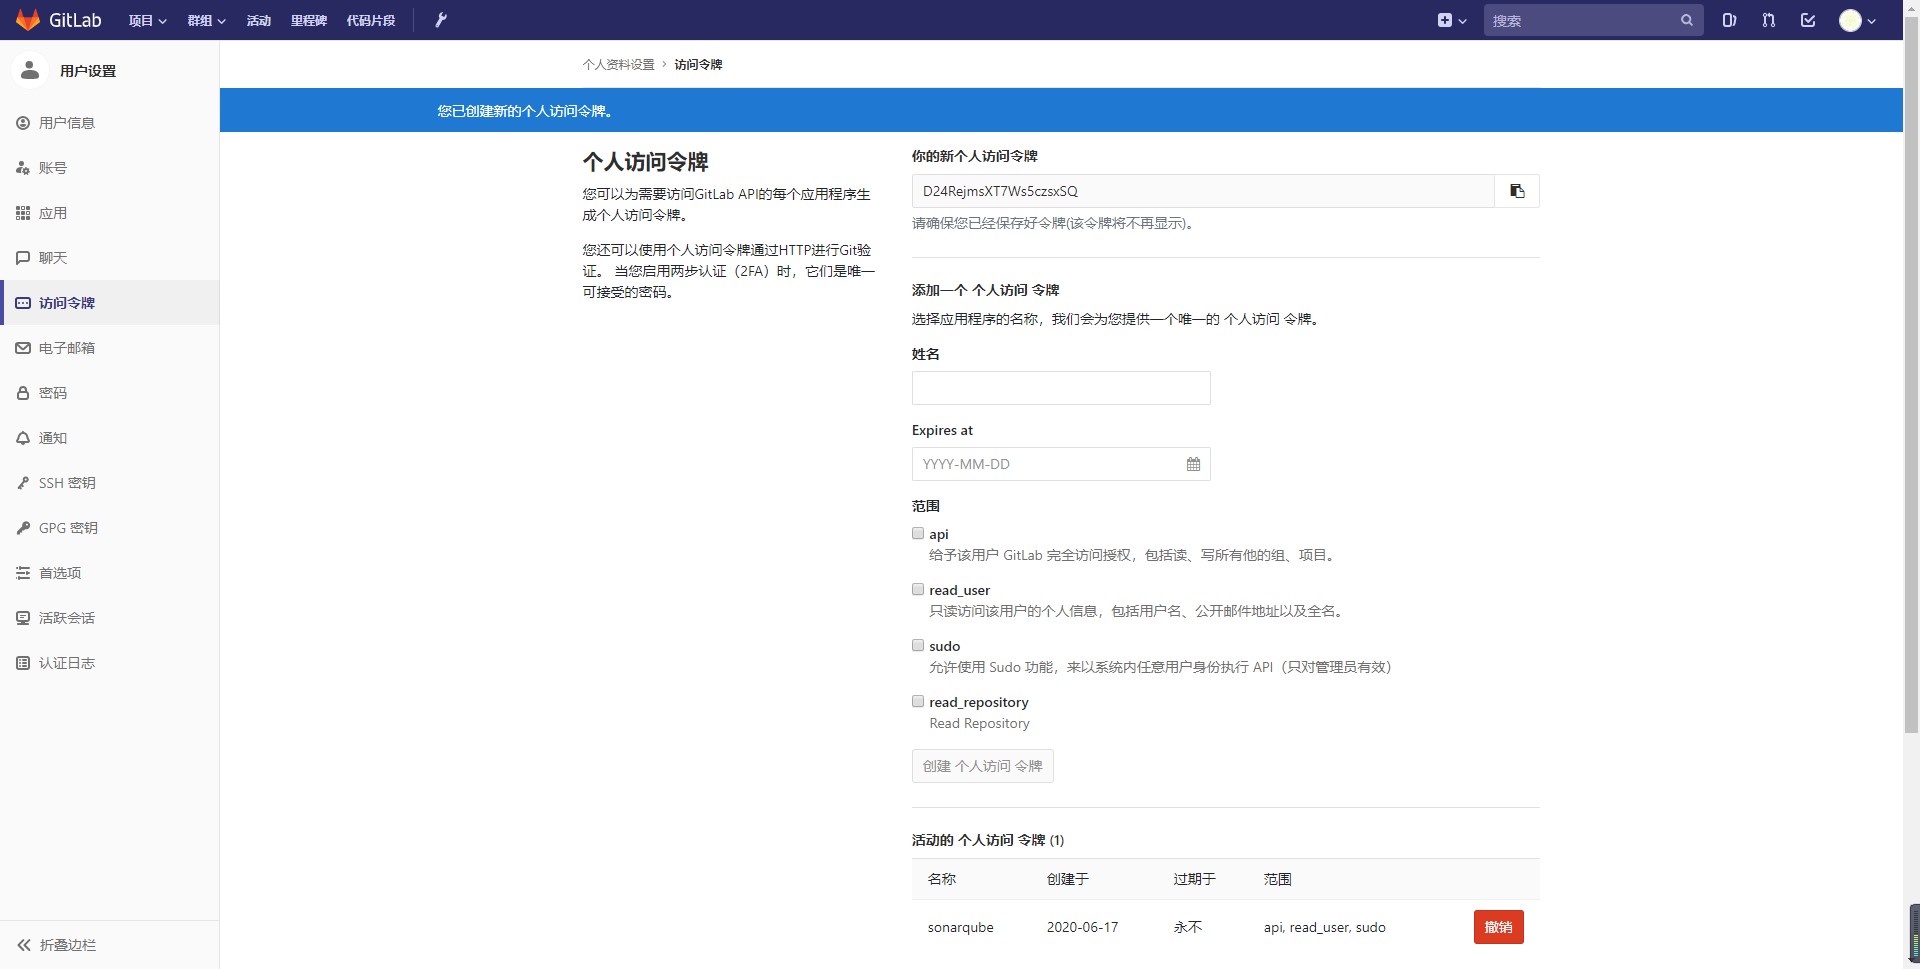 GitLab 项目 群组 活动 里程碑 代码片段 搜索
用户设置
用户信息
账号
应用
聊天
访问令牌
电子邮箱
密码
通知
SSH 密钥
GPG 密钥
首选项
活跃会话
认证日志
折叠边栏
个人资料设置 › 访问令牌
您已创建新的个人访问令牌。
个人访问令牌
您可以为需要访问GitLab API的每个应用程序生
成个人访问令牌。
您还可以使用个人访问令牌通过HTTP进行Git验
证。 当您启用两步认证（2FA）时，它们是唯一
可接受的密码。
你的新个人访问令牌
D24RejmsXT7Ws5czsxSQ
请确保您已经保存好令牌(该令牌将不再显示)。
添加一个 个人访问 令牌
选择应用程序的名称，我们会为您提供一个唯一的 个人访问 令牌。
姓名
Expires at
YYYY-MM-DD
范围
api
给予该用户 GitLab 完全访问授权，包括读、写所有他的组、项目。
read_user
只读访问该用户的个人信息，包括用户名、公开邮件地址以及全名。
sudo
允许使用 Sudo 功能，来以系统内任意用户身份执行 API（只对管理员有效）
read_repository
Read Repository
创建 个人访问 令牌
活动的 个人访问 令牌 (1)
名称 创建于 过期于 范围
sonarqube 2020-06-17 永不 api, read_user, sudo 撤销